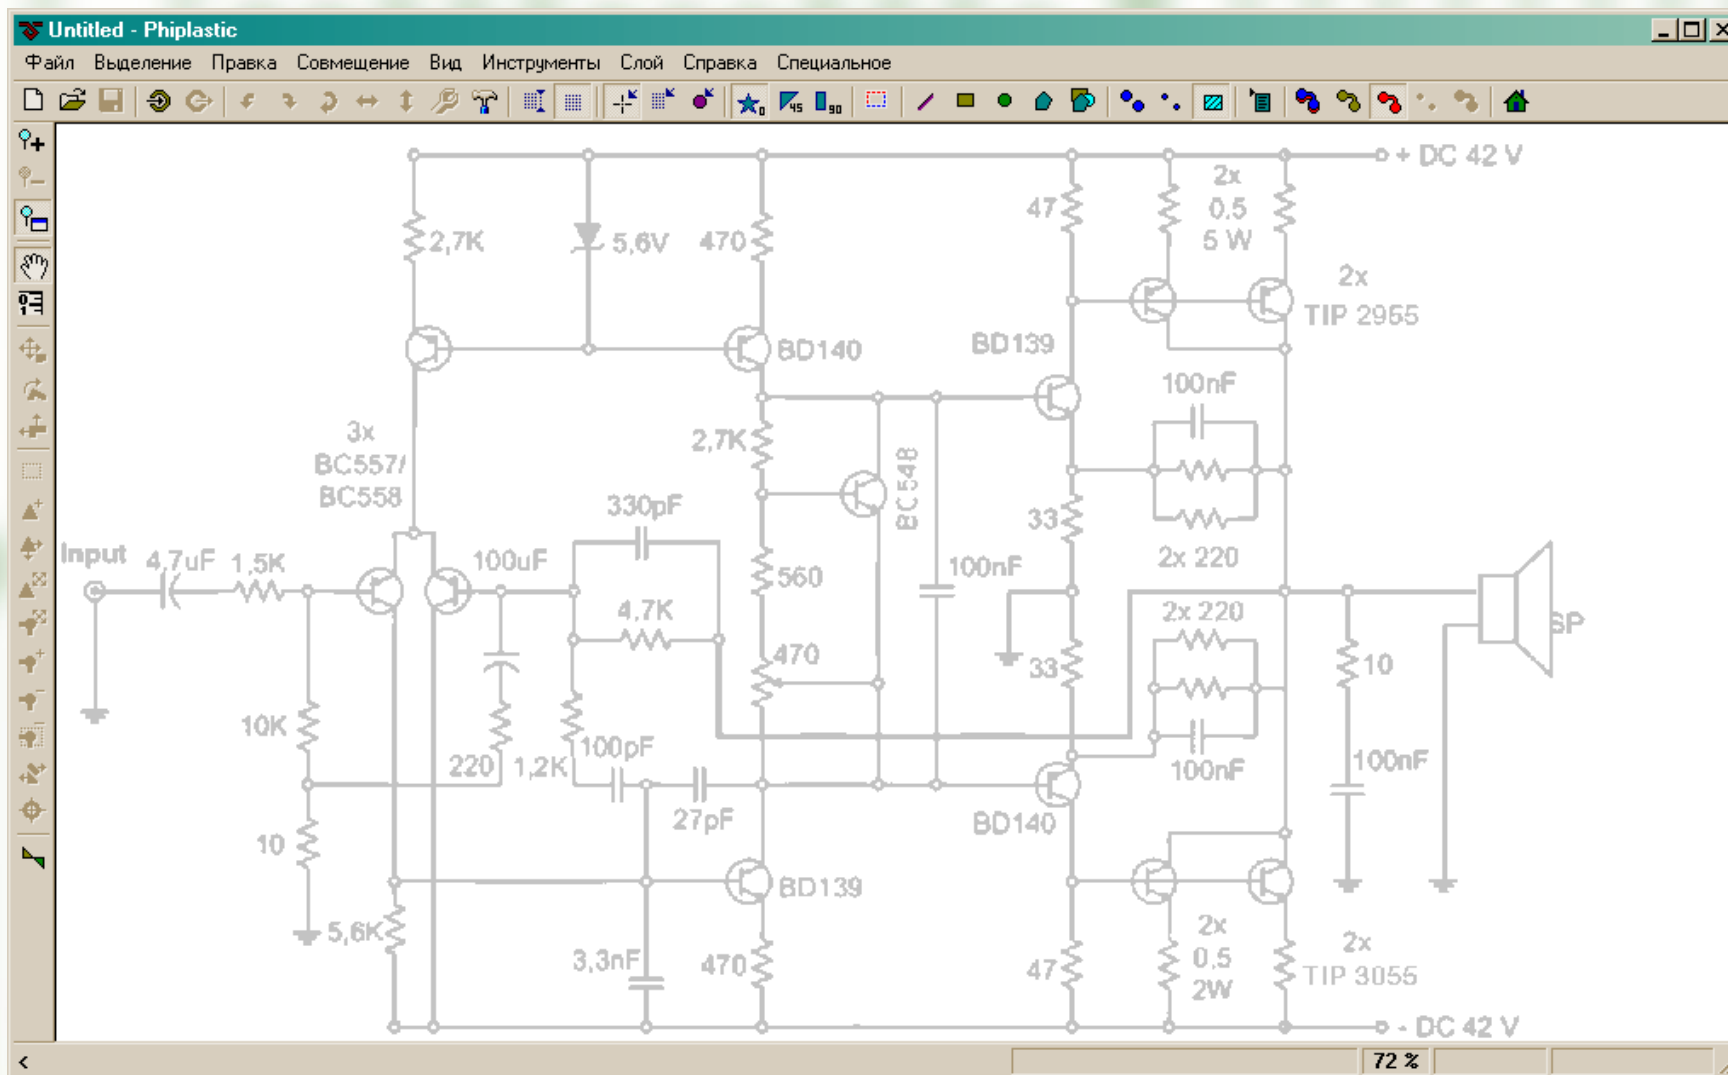 Untitled - Phiplastic
Файл Выделение Правка Совмещение Вид Инструменты Слой Справка Специальное
+ DC 42 V
2,7K
5,6V
470
47
2x
0.5
5 W
2x
TIP 2955
BD140
BD139
100nF
3x
BC557/
BC558
2,7K
BC548
330pF
33
2x 220
Input
4,7uF
1,5K
100uF
560
100nF
4,7K
2x 220
SP
470
33
10
10K
220
1,2K
100pF
100nF
100nF
27pF
BD140
10
BD139
5,6K
3,3nF
470
47
2x
0,5
2W
2x
TIP 3055
- DC 42 V
72 %